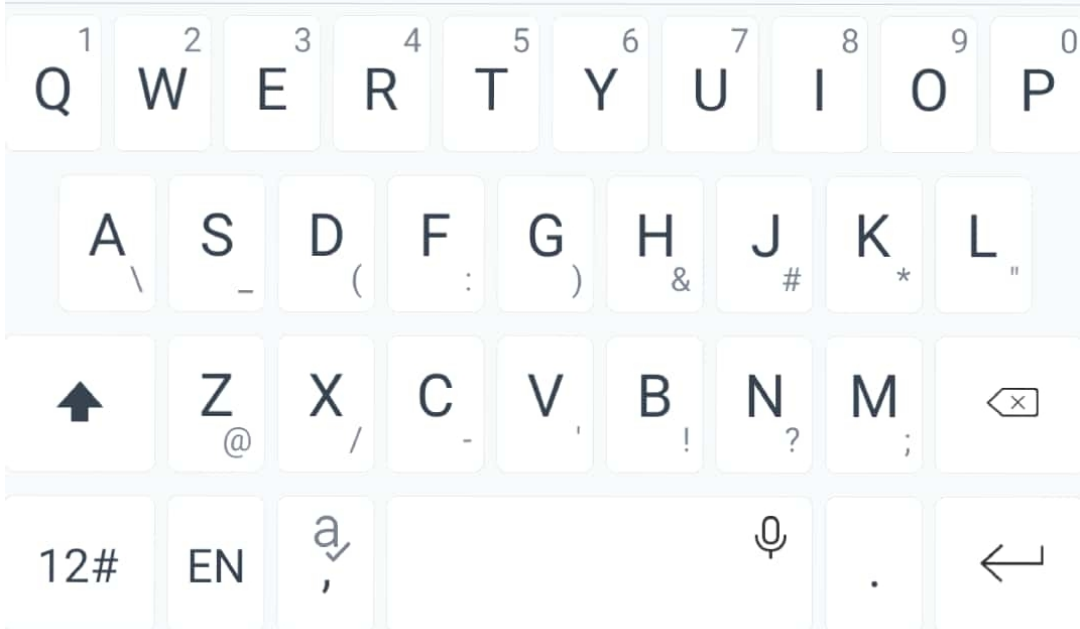 1 2 3 4 5 6 7 8 9 0
Q W E R T Y U I O P
A S D F G H J K L
\ _ ( : ) & # * "
Z X C V B N M
@ / - ' ! ? ;
a
12# EN , .